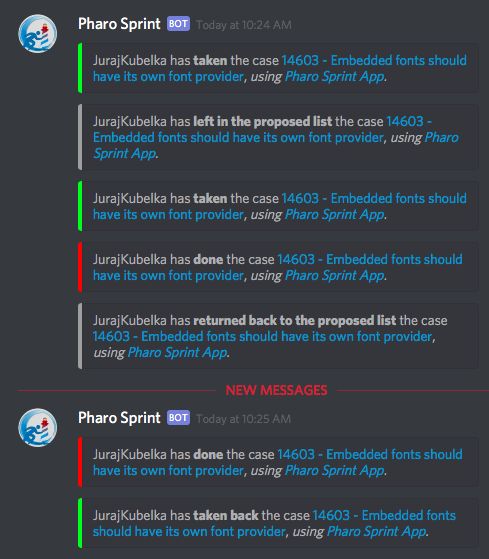 Pharo Sprint BOT Today at 10:24 AM
JurajKubelka has taken the case 14603 - Embedded fonts should
have its own font provider, using Pharo Sprint App.
JurajKubelka has left in the proposed list the case 14603 -
Embedded fonts should have its own font provider, using Pharo
Sprint App.
JurajKubelka has taken the case 14603 - Embedded fonts should
have its own font provider, using Pharo Sprint App.
JurajKubelka has done the case 14603 - Embedded fonts should
have its own font provider, using Pharo Sprint App.
JurajKubelka has returned back to the proposed list the case
14603 - Embedded fonts should have its own font provider,
using Pharo Sprint App.
NEW MESSAGES
Pharo Sprint BOT Today at 10:25 AM
JurajKubelka has done the case 14603 - Embedded fonts should
have its own font provider, using Pharo Sprint App.
JurajKubelka has taken back the case 14603 - Embedded fonts
should have its own font provider, using Pharo Sprint App.